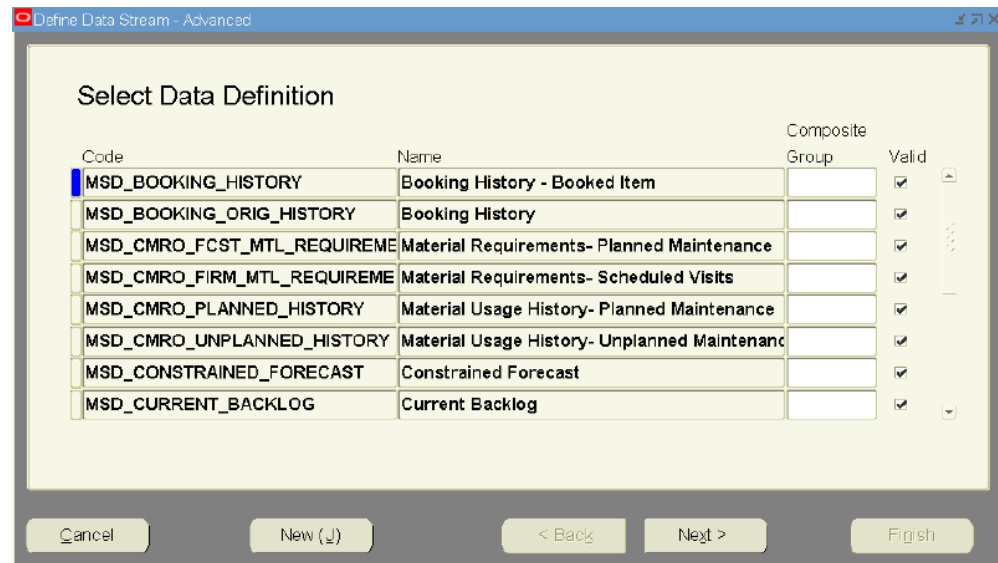 Define Data Stream - Advanced
Select Data Definition
Composite
Code Name Group Valid
MSD_BOOKING_HISTORY Booking History - Booked Item
MSD_BOOKING_ORIG_HISTORY Booking History
MSD_CMRO_FCST_MTL_REQUIREME Material Requirements- Planned Maintenance
MSD_CMRO_FIRM_MTL_REQUIREME Material Requirements- Scheduled Visits
MSD_CMRO_PLANNED_HISTORY Material Usage History- Planned Maintenance
MSD_CMRO_UNPLANNED_HISTORY Material Usage History- Unplanned Maintenanc
MSD_CONSTRAINED_FORECAST Constrained Forecast
MSD_CURRENT_BACKLOG Current Backlog
Cancel New (J) < Back Next > Finish